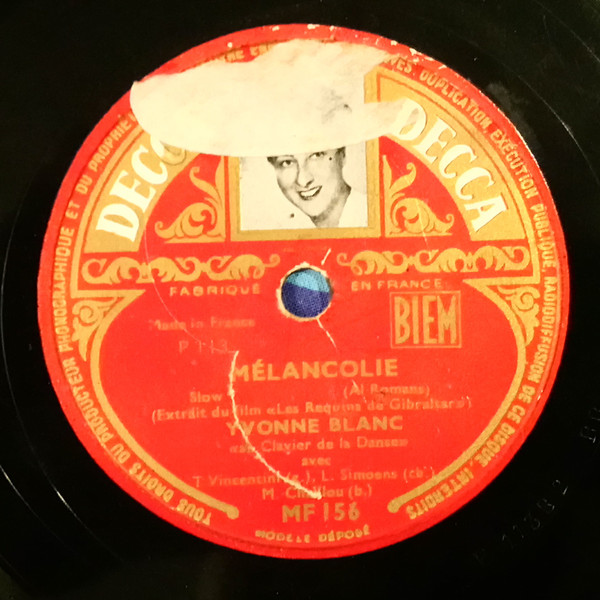 DECCA
FABRIQUÉ EN FRANCE
Made in France
BIEM
P 113
MÉLANCOLIE
Slow (Al Romans)
(Extrait du film «Les Requins de Gibraltar»)
YVONNE BLANC
«au Clavier de la Danse»
avec
T. Vincentini (g.), L. Simoens (cb.)
M. Chaillou (b.)
MF 156
MODÈLE DÉPOSÉ
TOUS DROITS DU PRODUCTEUR PHONOGRAPHIQUE ET DU PROPRIÉ
DUPLICATION, EXÉCUTION PUBLIQUE RADIODIFFUSION DE CE DISQUE INTERDITS